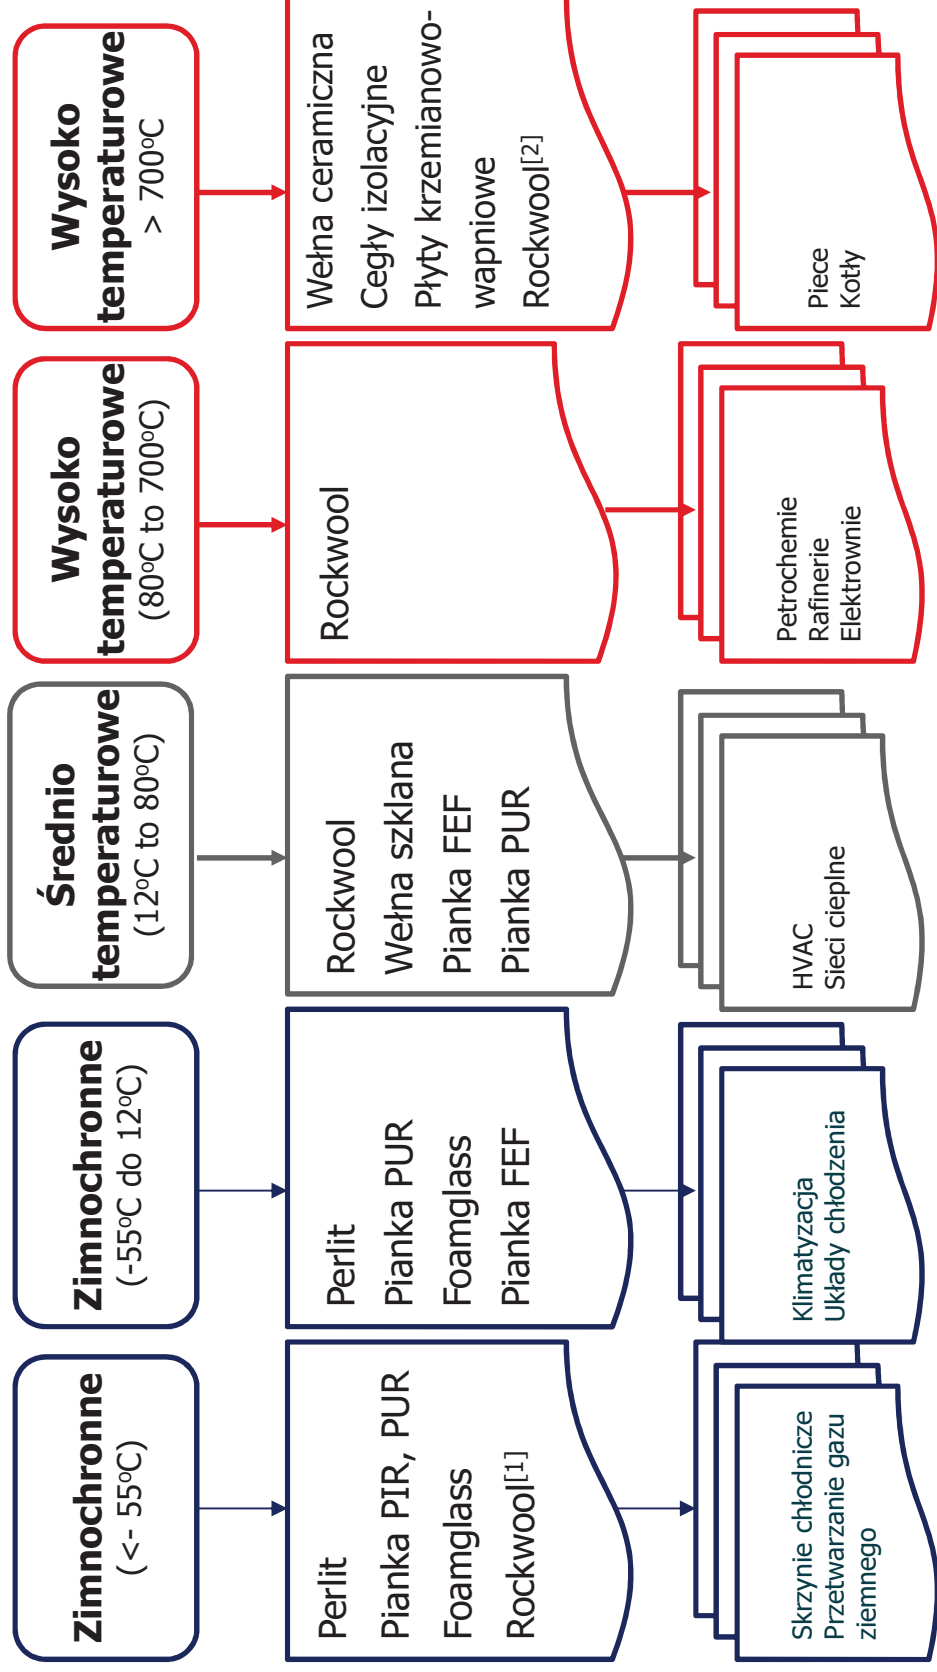 Zimnochronne
(<- 55ºC)
Perlit
Pianka PIR, PUR
Foamglass
Rockwool[1]
Skrzynie chłodnicze
Przetwarzanie gazu
ziemnego
Zimnochronne
(-55ºC do 12ºC)
Perlit
Pianka PUR
Foamglass
Pianka FEF
Klimatyzacja
Układy chłodzenia
Średnio
temperaturowe
(12ºC to 80ºC)
Rockwool
Wełna szklana
Pianka FEF
Pianka PUR
HVAC
Sieci cieplne
Wysoko
temperaturowe
(80ºC to 700ºC)
Rockwool
Petrochemie
Rafinerie
Elektrownie
Wysoko
temperaturowe
> 700ºC
Wełna ceramiczna
Cegły izolacyjne
Płyty krzemianowo-
wapniowe
Rockwool[2]
Piece
Kotły